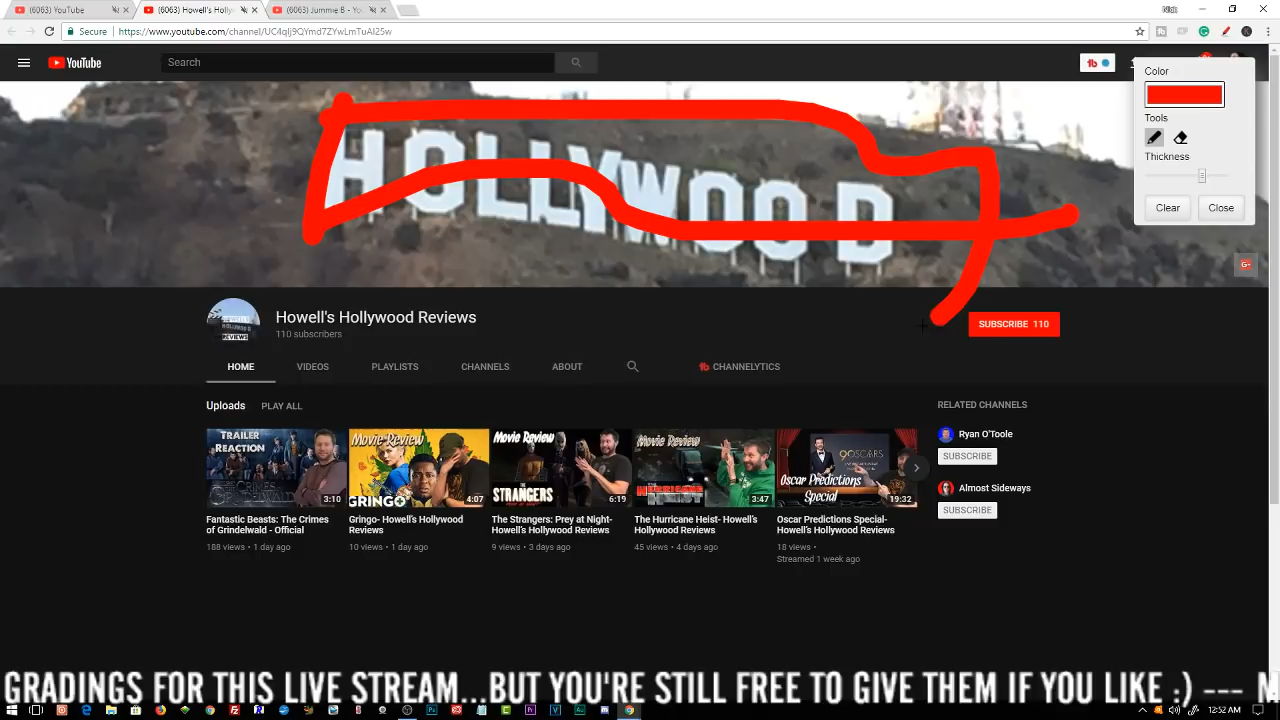 (6063) YouTube
(6063) Howell's Holly
(6063) Jummie B - You
Nick
Secure
https://www.youtube.com/channel/UC4qJj9QYmd7ZYwLmTuAI25w
YouTube
Search
Color
Tools
Thickness
Clear
Close
HOLLYWOOD
Howell's Hollywood Reviews
110 subscribers
SUBSCRIBE 110
HOME
VIDEOS
PLAYLISTS
CHANNELS
ABOUT
CHANNELYTICS
Uploads
PLAY ALL
RELATED CHANNELS
Ryan O'Toole
SUBSCRIBE
Almost Sideways
SUBSCRIBE
TRAILER REACTION
3:10
Movie Review
GRINGO
4:07
Movie Review
THE STRANGERS
6:19
Movie Review
3:47
90 OSCARS
Oscar Predictions Special
19:32
Fantastic Beasts: The Crimes
of Grindelwald - Official
188 views • 1 day ago
Gringo- Howell's Hollywood
Reviews
10 views • 1 day ago
The Strangers: Prey at Night-
Howell's Hollywood Reviews
9 views • 3 days ago
The Hurricane Heist- Howell's
Hollywood Reviews
45 views • 4 days ago
Oscar Predictions Special-
Howell's Hollywood Reviews
18 views •
Streamed 1 week ago
GRADINGS FOR THIS LIVE STREAM...BUT YOU'RE STILL FREE TO GIVE THEM IF YOU LIKE :) --- N
12:52 AM